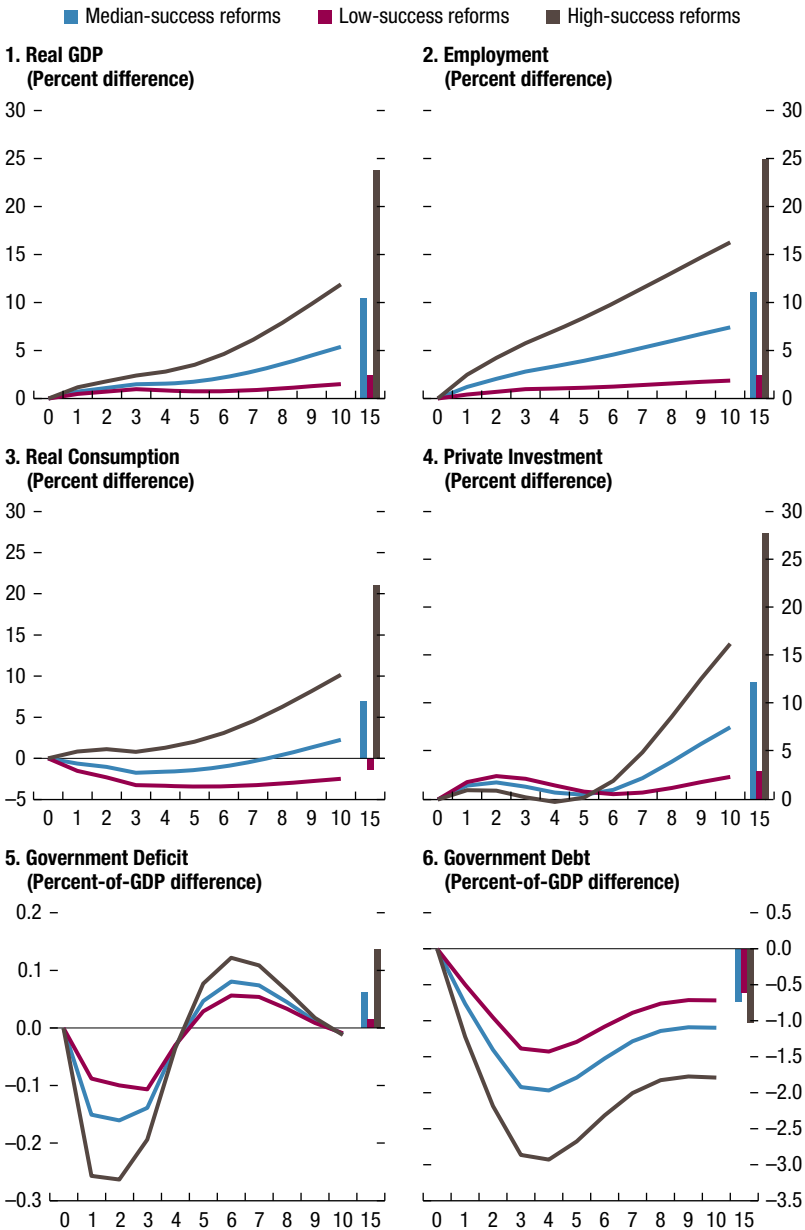 Median-success reforms Low-success reforms High-success reforms
1. Real GDP
(Percent difference)
30
25
20
15
10
5
0
0 1 2 3 4 5 6 7 8 9 10 15
2. Employment
(Percent difference)
30
25
20
15
10
5
0
0 1 2 3 4 5 6 7 8 9 10 15
3. Real Consumption
(Percent difference)
30
25
20
15
10
5
0
–5
0 1 2 3 4 5 6 7 8 9 10 15
4. Private Investment
(Percent difference)
30
25
20
15
10
5
0
0 1 2 3 4 5 6 7 8 9 10 15
5. Government Deficit
(Percent-of-GDP difference)
0.2
0.1
0.0
–0.1
–0.2
–0.3
0 1 2 3 4 5 6 7 8 9 10 15
6. Government Debt
(Percent-of-GDP difference)
0.5
0.0
–0.5
–1.0
–1.5
–2.0
–2.5
–3.0
–3.5
0 1 2 3 4 5 6 7 8 9 10 15